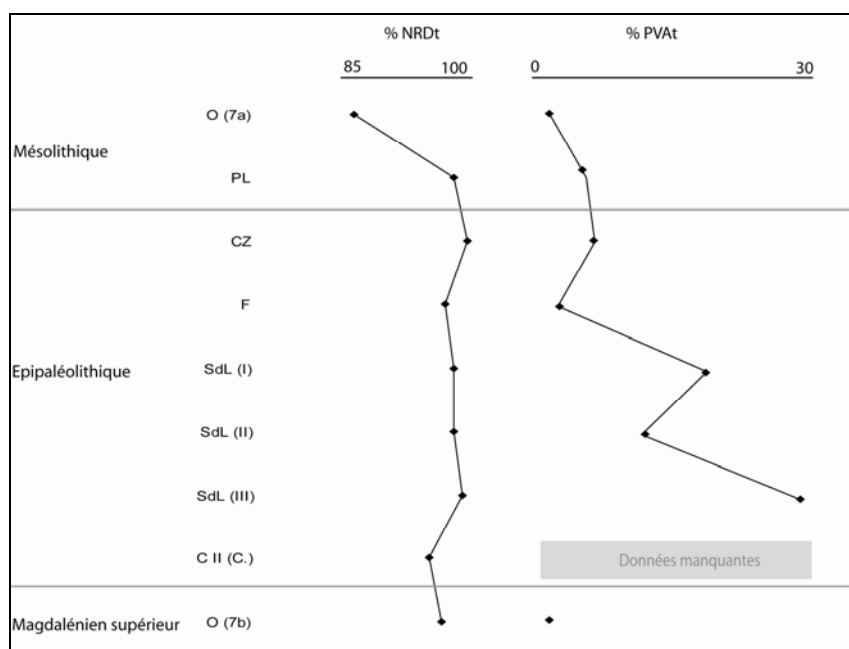 % NRDt % PVAt
85 100 0 30
O (7a)
Mésolithique
PL
CZ
F
Epipaléolithique SdL (I)
SdL (II)
SdL (III)
C II (C.) Données manquantes
Magdalénien supérieur O (7b)